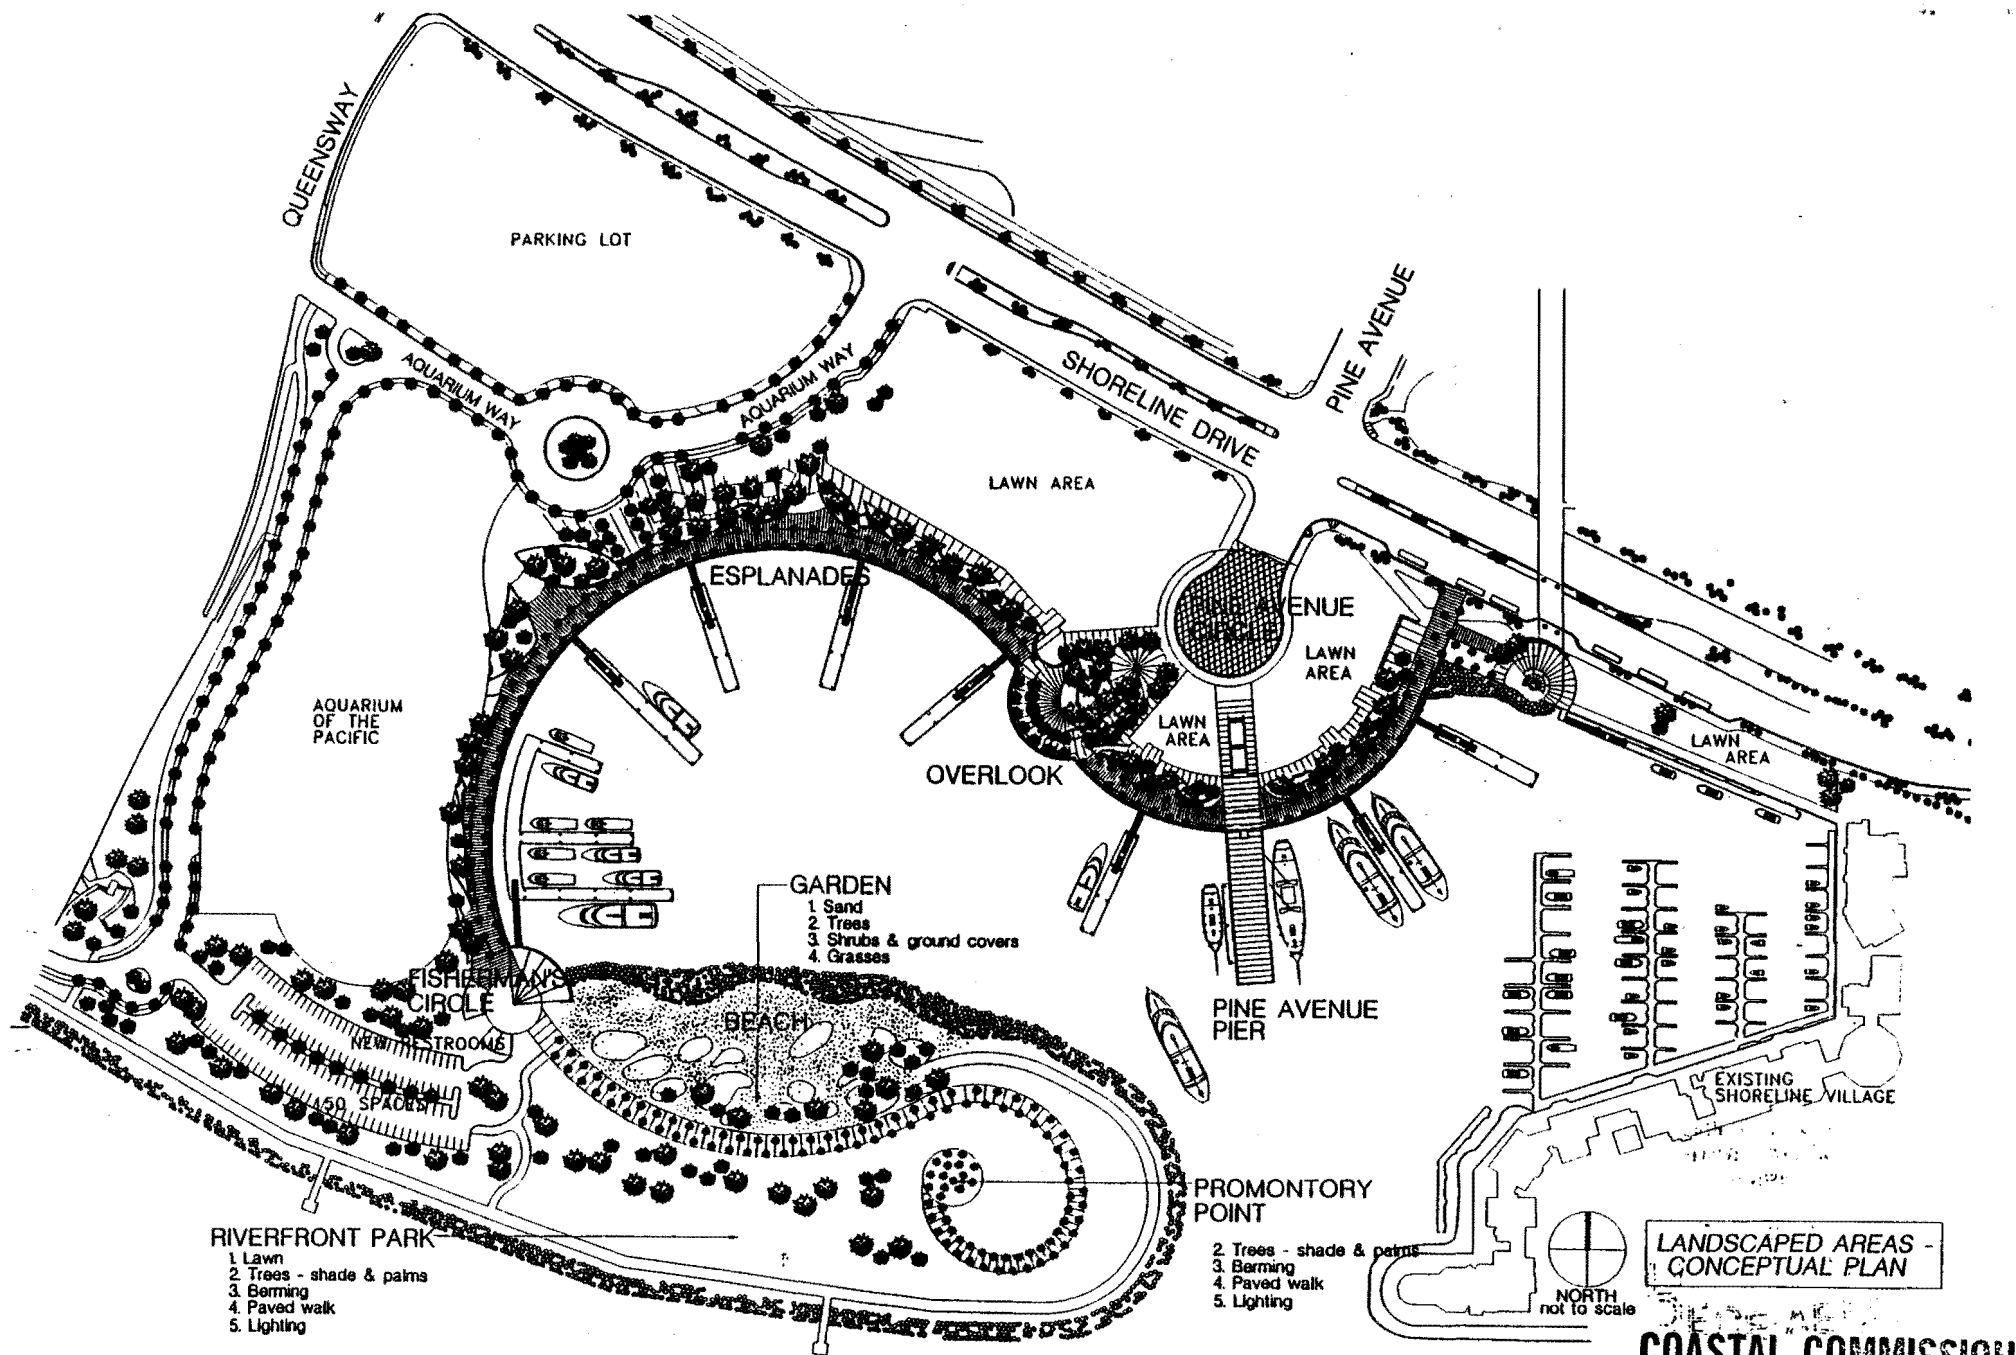 QUEENSWAY
PARKING LOT
PINE AVENUE
AQUARIUM WAY
AQUARIUM WAY
SHORELINE DRIVE
LAWN AREA
ESPLANADES
PINE AVENUE
CIRCLE
LAWN
AREA
AQUARIUM
OF THE
PACIFIC
LAWN
AREA
LAWN
AREA
OVERLOOK
GARDEN
1. Sand
2. Trees
3. Shrubs & ground covers
4. Grasses
FISHERMAN'S
CIRCLE
BEACH
PINE AVENUE
PIER
NEW RESTROOMS
150 SPACES
EXISTING
SHORELINE VILLAGE
PROMONTORY
POINT
2. Trees - shade & palms
3. Berming
4. Paved walk
5. Lighting
RIVERFRONT PARK
1. Lawn
2. Trees - shade & palms
3. Berming
4. Paved walk
5. Lighting
NORTH
not to scale
LANDSCAPED AREAS -
CONCEPTUAL PLAN
COASTAL COMMISSION